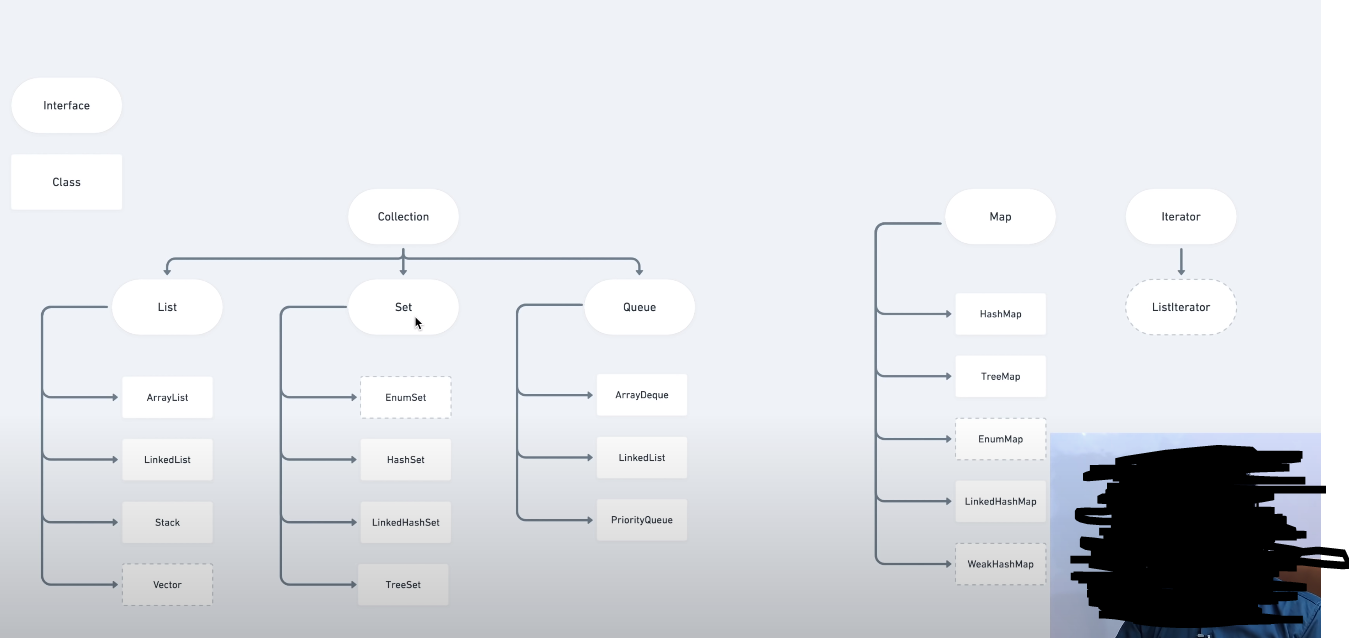 Interface
Class
Collection
Map
Iterator
List
Set
Queue
ListIterator
ArrayList
LinkedList
Stack
Vector
EnumSet
HashSet
LinkedHashSet
TreeSet
ArrayDeque
LinkedList
PriorityQueue
HashMap
TreeMap
EnumMap
LinkedHashMap
WeakHashMap